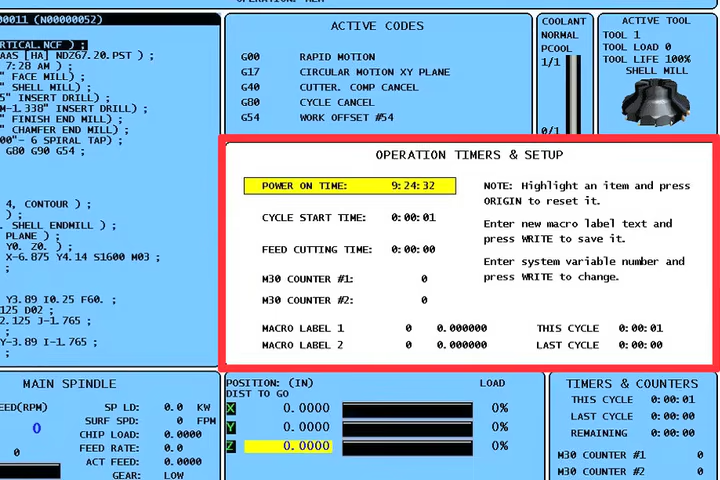 00011 (N00000052)
RTICAL.NCF ) ;
AAS [HA] NDZ67.20.PST ) ;
7:28 AM ) ;
" FACE MILL) ;
" SHELL MILL) ;
5" INSERT DRILL) ;
M-1.338" INSERT DRILL) ;
" FINISH END MILL) ;
" CHAMFER END MILL) ;
00"- 6 SPIRAL TAP) ;
G80 G90 G54 ;
4, CONTOUR ) ;
) ;
. SHELL ENDMILL ) ;
PLANE ) ;
Y0. Z0. ) ;
X-6.875 Y4.14 S1600 M03 ;
;
Y3.89 I0.25 F60. ;
125 D02 ;
2.125 J-1.765 ;
;
Y-3.89 I-1.765 ;
;
ACTIVE CODES
G00 RAPID MOTION
G17 CIRCULAR MOTION XY PLANE
G40 CUTTER. COMP CANCEL
G80 CYCLE CANCEL
G54 WORK OFFSET #54
COOLANT
NORMAL
PCOOL
1/1
0/1
ACTIVE TOOL
TOOL 1
TOOL LOAD 0
TOOL LIFE 100%
SHELL MILL
OPERATION TIMERS & SETUP
POWER ON TIME: 9:24:32
CYCLE START TIME: 0:00:01
FEED CUTTING TIME: 0:00:00
M30 COUNTER #1: 0
M30 COUNTER #2: 0
MACRO LABEL 1 0 0.000000
MACRO LABEL 2 0 0.000000
NOTE: Highlight an item and press
ORIGIN to reset it.
Enter new macro label text and
press WRITE to save it.
Enter system variable number and
press WRITE to change.
THIS CYCLE 0:00:01
LAST CYCLE 0:00:00
MAIN SPINDLE
EED(RPM)
0
0
SP LD: 0.0 KW
SURF SPD: 0 FPM
CHIP LOAD: 0.0000
FEED RATE: 0.0
ACT FEED: 0.0000
GEAR: LOW
POSITION: (IN) LOAD
DIST TO GO
X 0.0000 0%
Y 0.0000 0%
Z 0.0000 0%
TIMERS & COUNTERS
THIS CYCLE 0:00:01
LAST CYCLE 0:00:00
REMAINING 0:00:00
M30 COUNTER #1 0
M30 COUNTER #2 0